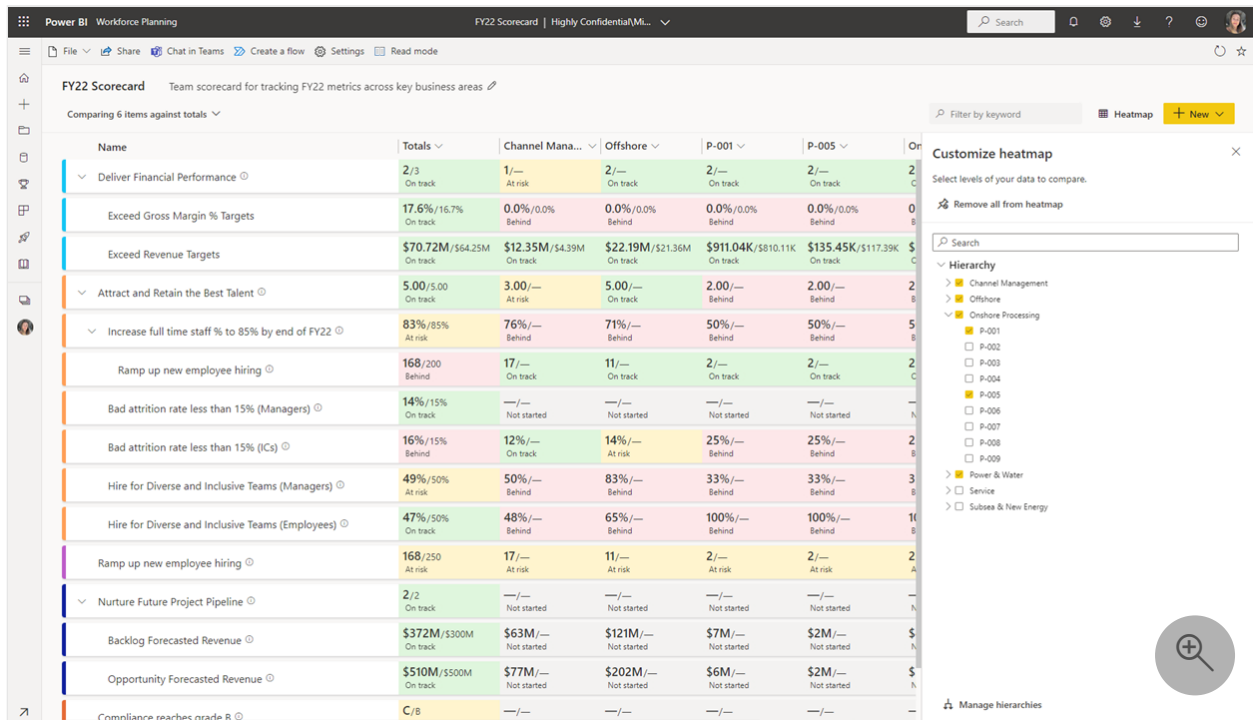 Power BI Workforce Planning FY22 Scorecard | Highly Confidential\Mi... Search
File Share Chat in Teams Create a flow Settings Read mode
FY22 Scorecard Team scorecard for tracking FY22 metrics across key business areas
Comparing 6 items against totals Filter by keyword Heatmap New
Name Totals Channel Mana... Offshore P-001 P-005 On
Deliver Financial Performance 2/3 1/— 2/— 2/— 2/— 2
On track At risk On track On track On track
Exceed Gross Margin % Targets 17.6%/16.7% 0.0%/0.0% 0.0%/0.0% 0.0%/0.0% 0.0%/0.0% 0
On track Behind Behind Behind Behind B
Exceed Revenue Targets $70.72M/$64.25M $12.35M/$4.39M $22.19M/$21.36M $911.04K/$810.11K $135.45K/$117.39K $
On track On track On track On track On track
Attract and Retain the Best Talent 5.00/5.00 3.00/— 5.00/— 2.00/— 2.00/— 2
On track At risk On track Behind Behind B
Increase full time staff % to 85% by end of FY22 83%/85% 76%/— 71%/— 50%/— 50%/— 5
At risk Behind Behind Behind Behind B
Ramp up new employee hiring 168/200 17/— 11/— 2/— 2/— 2
Behind On track On track On track On track
Bad attrition rate less than 15% (Managers) 14%/15% —/— —/— —/— —/—
On track Not started Not started Not started Not started N
Bad attrition rate less than 15% (ICs) 16%/15% 12%/— 14%/— 25%/— 25%/— 2
Behind On track At risk Behind Behind B
Hire for Diverse and Inclusive Teams (Managers) 49%/50% 50%/— 83%/— 33%/— 33%/— 3
At risk Behind Behind Behind Behind B
Hire for Diverse and Inclusive Teams (Employees) 47%/50% 48%/— 65%/— 100%/— 100%/— 10
On track Behind Behind Behind Behind B
Ramp up new employee hiring 168/250 17/— 11/— 2/— 2/— 2
At risk At risk At risk At risk At risk A
Nurture Future Project Pipeline 2/2 —/— —/— —/— —/—
On track Not started Not started Not started Not started N
Backlog Forecasted Revenue $372M/$300M $63M/— $121M/— $7M/— $2M/— $
On track Not started Not started Not started Not started N
Opportunity Forecasted Revenue $510M/$500M $77M/— $202M/— $6M/— $2M/— $
On track Not started Not started Not started Not started N
Compliance reaches grade B C/B —/— —/— —/— —/—
Customize heatmap
Select levels of your data to compare.
Remove all from heatmap
Search
Hierarchy
Channel Management
Offshore
Onshore Processing
P-001
P-002
P-003
P-004
P-005
P-006
P-007
P-008
P-009
Power & Water
Service
Subsea & New Energy
Manage hierarchies